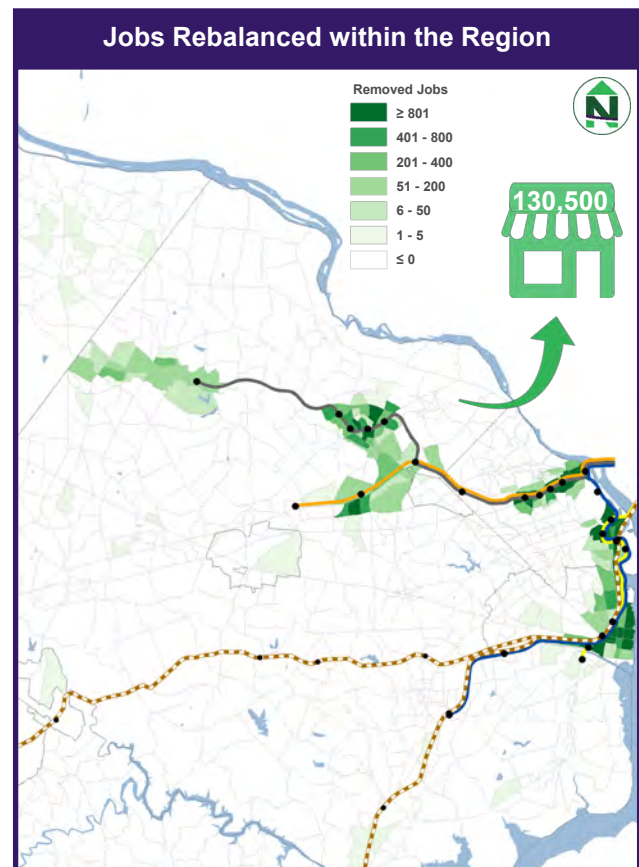 Jobs Rebalanced within the Region
Removed Jobs
≥ 801
401 - 800
201 - 400
51 - 200
6 - 50
1 - 5
≤ 0
N
130,500